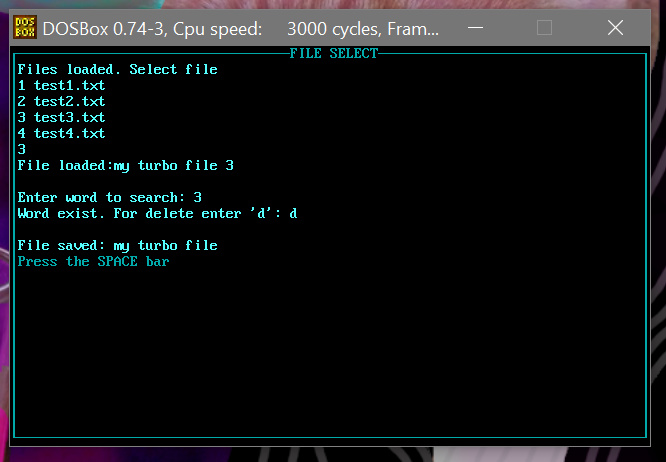 DOS BOX
DOSBox 0.74-3, Cpu speed: 3000 cycles, Fram...
FILE SELECT
Files loaded. Select file
1 test1.txt
2 test2.txt
3 test3.txt
4 test4.txt
3
File loaded:my turbo file 3
Enter word to search: 3
Word exist. For delete enter 'd': d
File saved: my turbo file
Press the SPACE bar